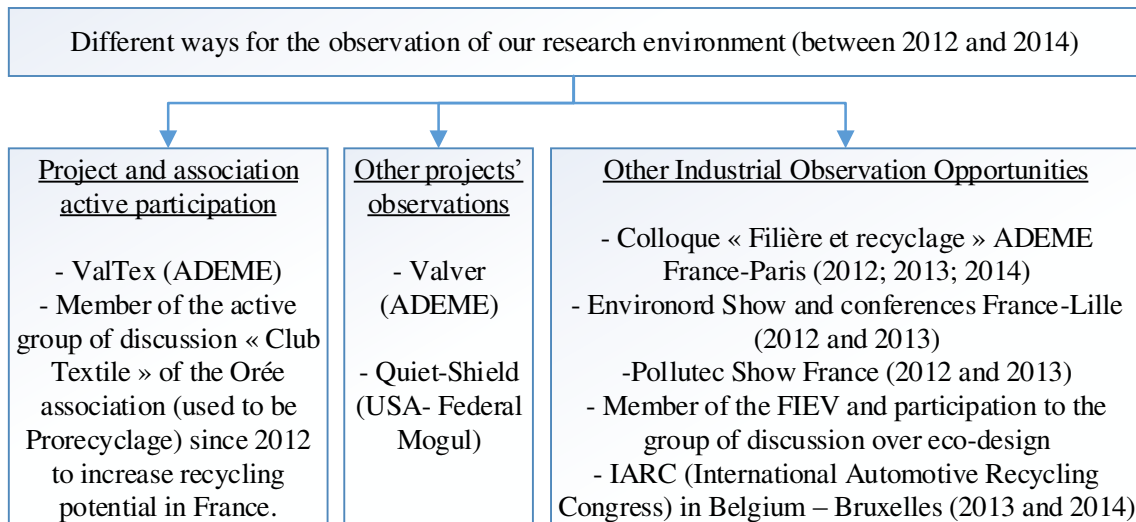 Different ways for the observation of our research environment (between 2012 and 2014)
Project and association
active participation
- ValTex (ADEME)
- Member of the active
group of discussion « Club
Textile » of the Orée
association (used to be
Prorecyclage) since 2012
to increase recycling
potential in France.
Other projects’
observations
- Valver
(ADEME)
- Quiet-Shield
(USA- Federal
Mogul)
Other Industrial Observation Opportunities
- Colloque « Filière et recyclage » ADEME
France-Paris (2012; 2013; 2014)
- Environord Show and conferences France-Lille
(2012 and 2013)
-Pollutec Show France (2012 and 2013)
- Member of the FIEV and participation to the
group of discussion over eco-design
- IARC (International Automotive Recycling
Congress) in Belgium – Bruxelles (2013 and 2014)